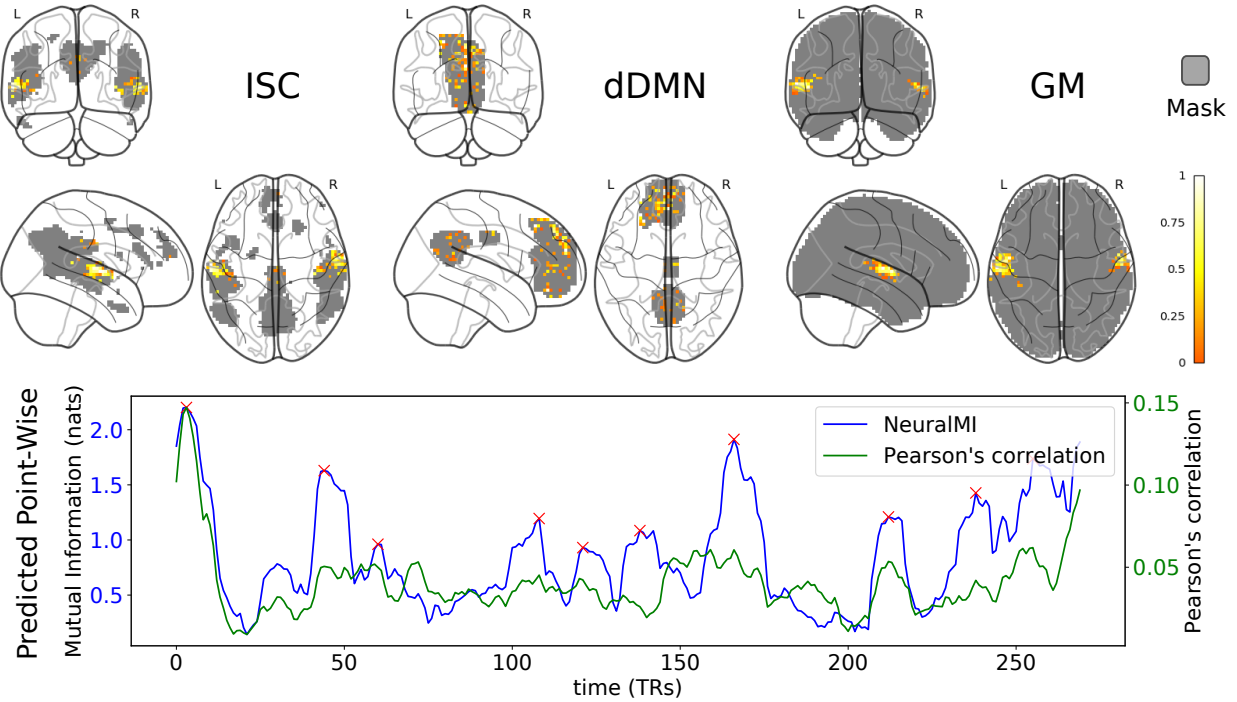 L R
ISC
L R
dDMN
L R
GM
Mask
L R
L R
L R
1
0.75
0.5
0.25
0
Predicted Point-Wise
Mutual Information (nats)
2.0
1.5
1.0
0.5
NeuralMI
Pearson's correlation
0.15
0.10
0.05
Pearson's correlation
0 50 100 150 200 250
time (TRs)